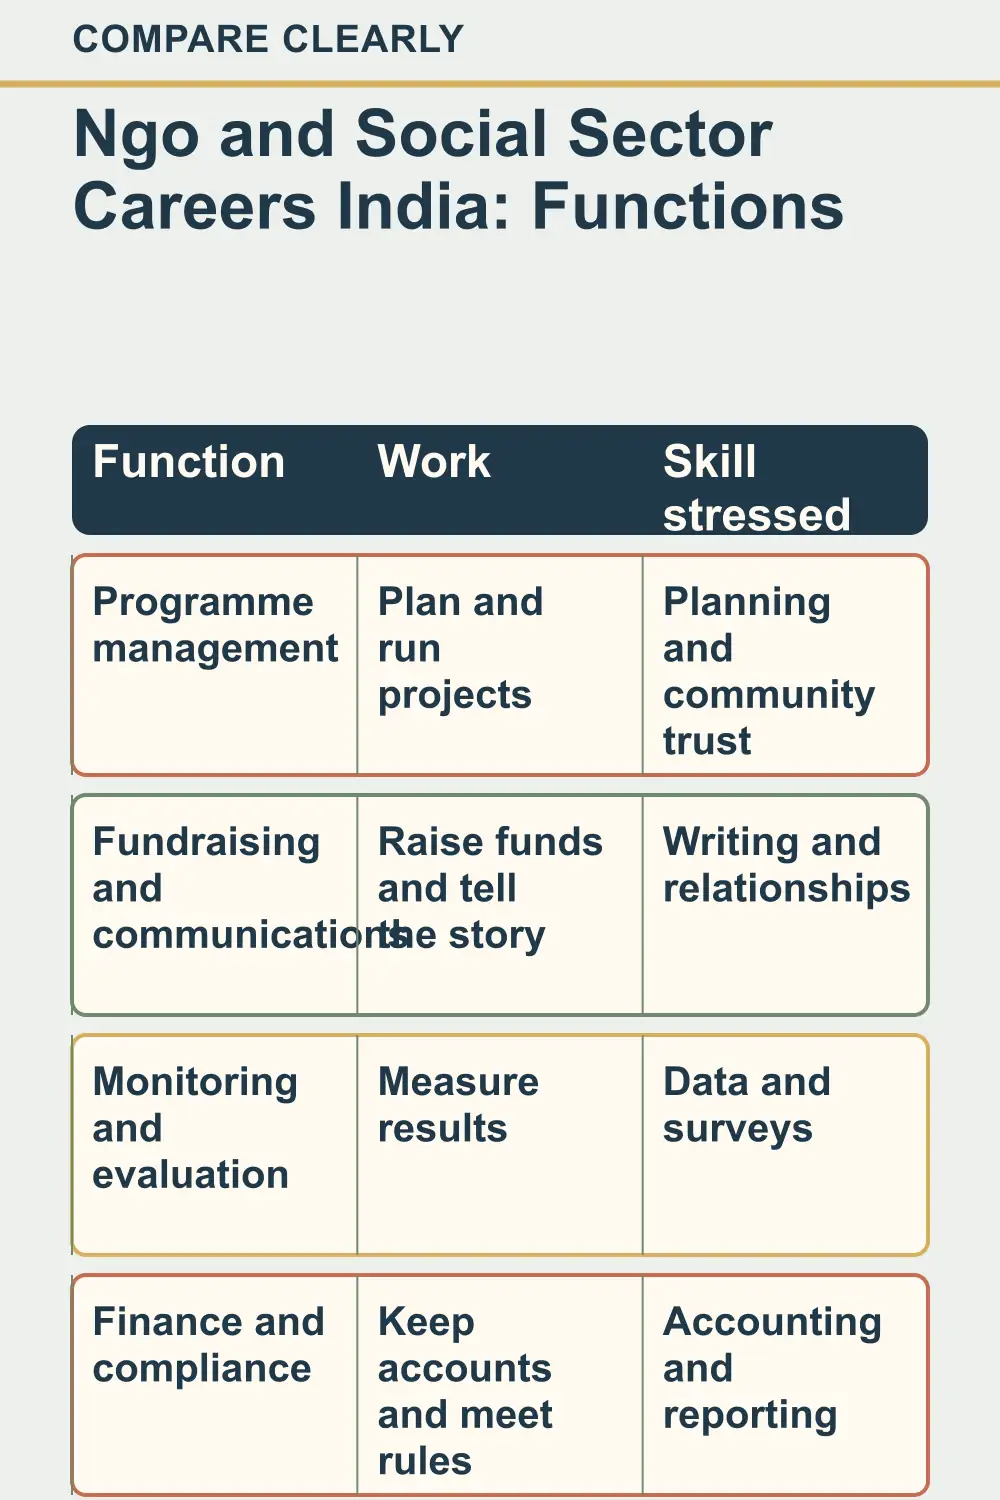 COMPARE CLEARLY
Ngo and Social Sector
Careers India: Functions
Function
Work
Skill
stressed
Programme
management
Plan and
run
projects
Planning
and
community
trust
Fundraising
and
communications
Raise funds
and tell
the story
Writing and
relationships
Monitoring
and
evaluation
Measure
results
Data and
surveys
Finance and
compliance
Keep
accounts
and meet
rules
Accounting
and
reporting